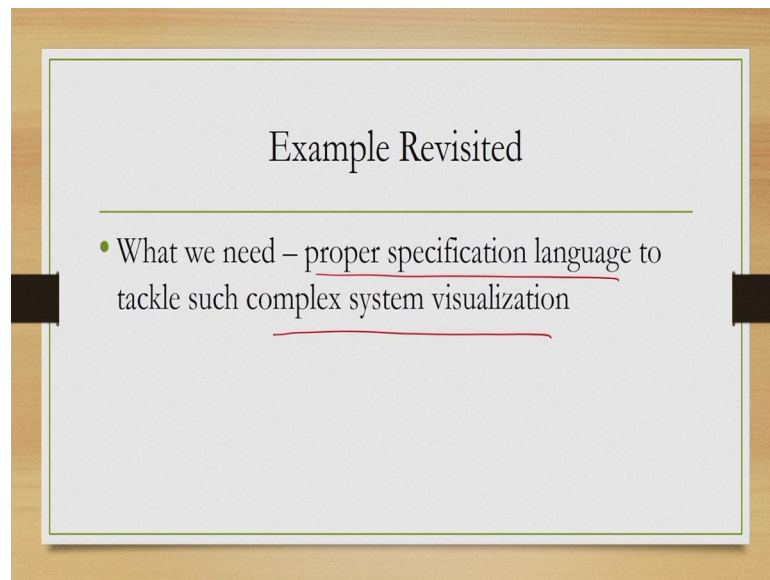 Example Revisited
• What we need – proper specification language to
tackle such complex system visualization